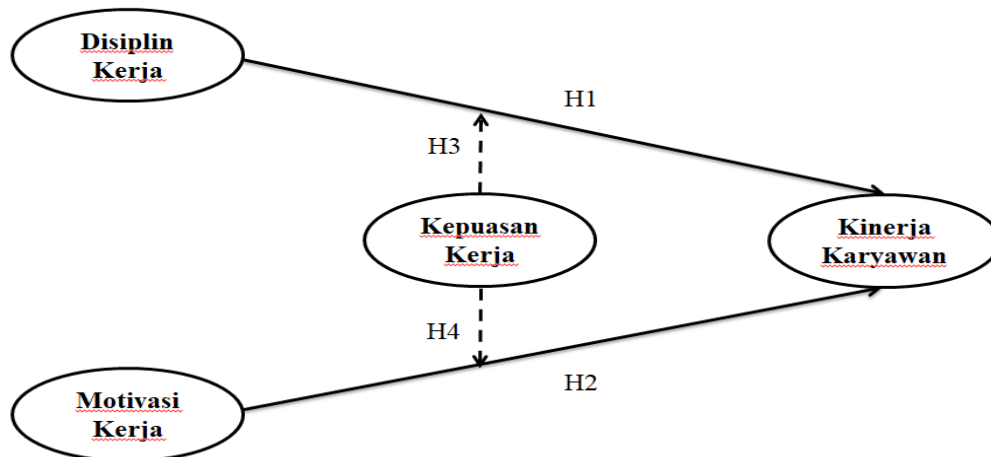 Disiplin
Kerja
H1
H3
Kepuasan
Kerja
Kinerja
Karyawan
H4
H2
Motivasi
Kerja